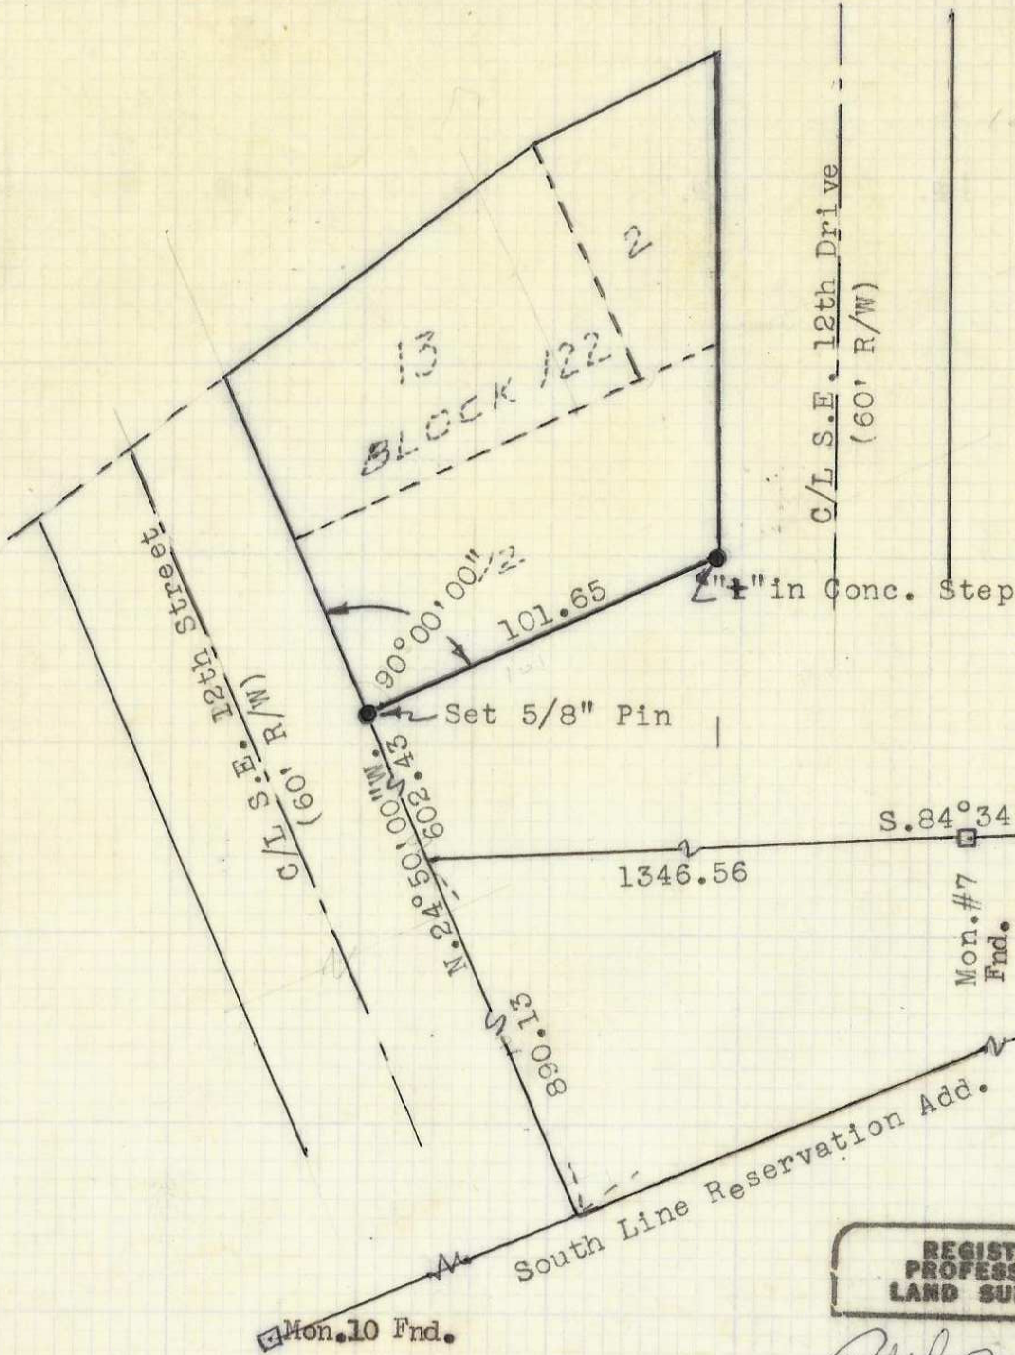 2
13
BLOCK 122
C/L S.E. 12th Drive
(60' R/W)
12
90°00'00"
101.65
"+"in Conc. Step
Set 5/8" Pin
C/L S.E. 12th Street
(60' R/W)
N.24°50'00"W.
602.43
S.84°34
1346.56
Mon.#7
Fnd.
890.13
South Line Reservation Add.
Mon.10 Fnd.
REGIST
PROFESS
LAND SU